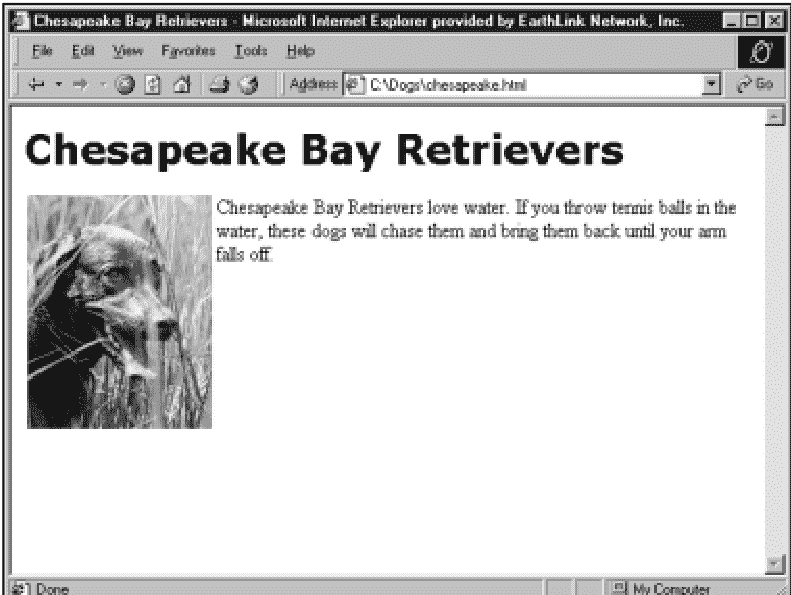 Chesapeake Bay Retrievers - Microsoft Internet Explorer provided by EarthLink Network, Inc.
File Edit View Favorites Tools Help
Address C:\Dogs\chesapeake.html Go
Chesapeake Bay Retrievers
Chesapeake Bay Retrievers love water. If you throw tennis balls in the
water, these dogs will chase them and bring them back until your arm
falls off.
Done My Computer